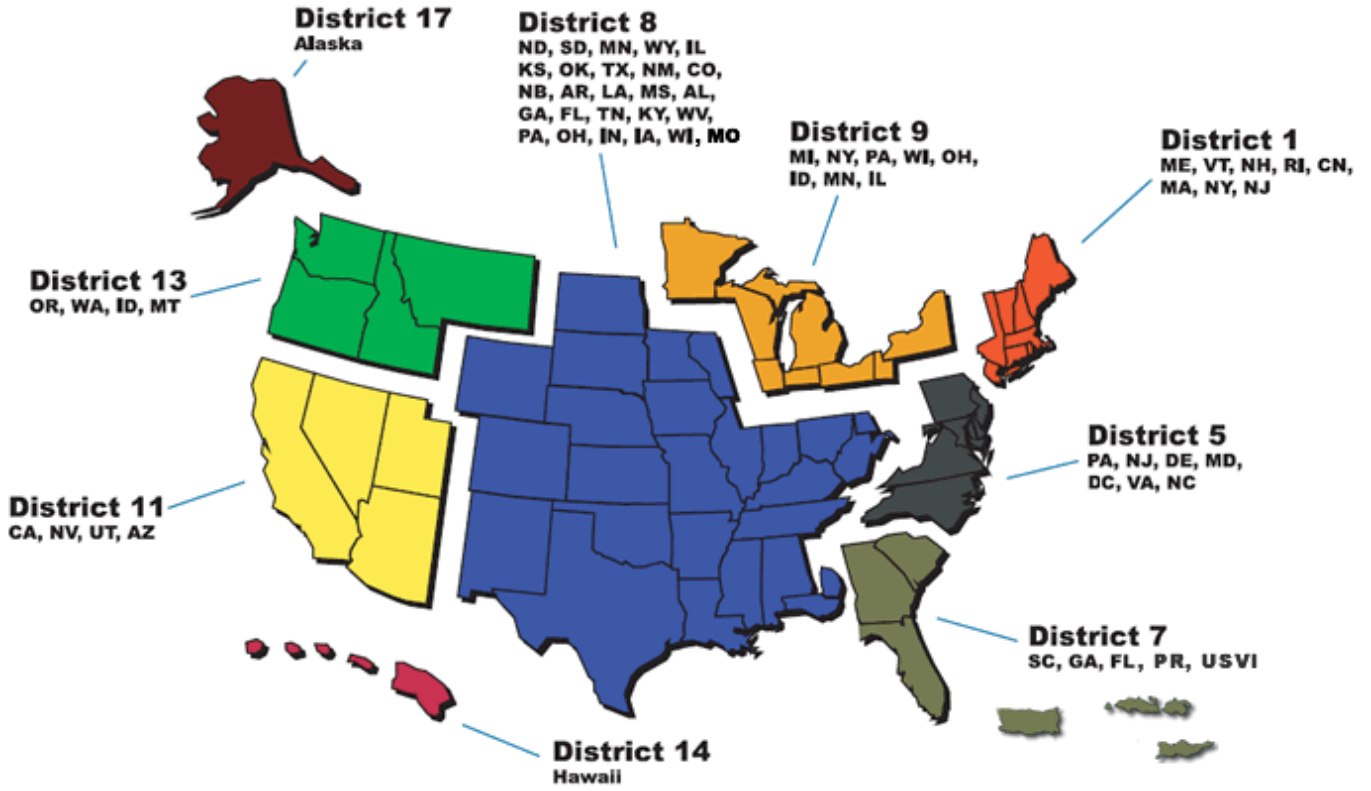 District 17
Alaska
District 8
ND, SD, MN, WY, IL
KS, OK, TX, NM, CO,
NB, AR, LA, MS, AL,
GA, FL, TN, KY, WV,
PA, OH, IN, IA, WI, MO
District 9
MI, NY, PA, WI, OH,
ID, MN, IL
District 1
ME, VT, NH, RI, CN,
MA, NY, NJ
District 13
OR, WA, ID, MT
District 5
PA, NJ, DE, MD,
DC, VA, NC
District 11
CA, NV, UT, AZ
District 7
SC, GA, FL, PR, USVI
District 14
Hawaii